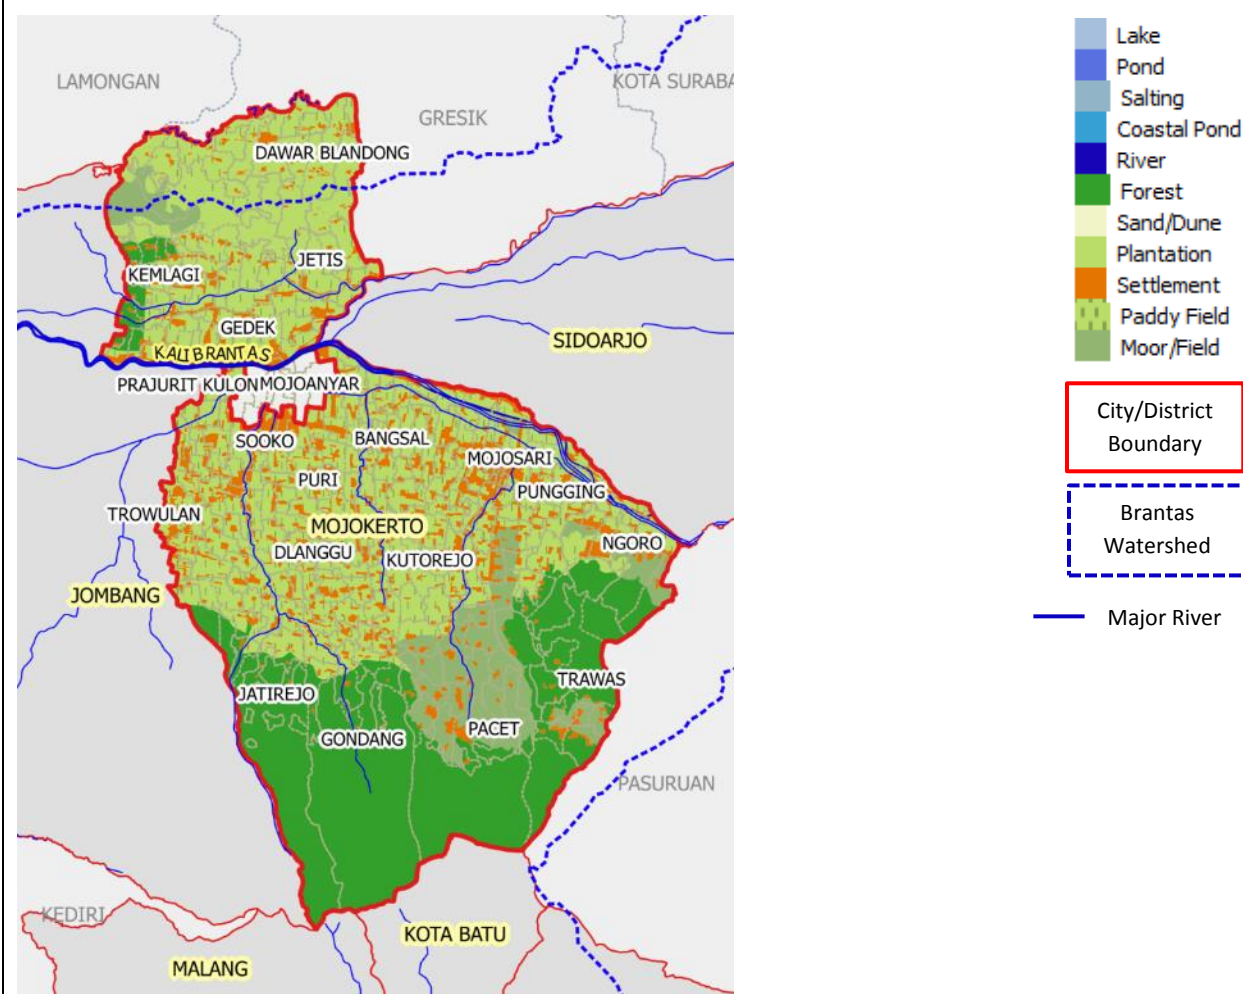 LAMONGAN
KOTA SURABA
GRESIK
DAWAR BLANDONG
KEMLAGI
JETIS
GEDEK
KALI BRANTAS
SIDOARJO
PRAJURIT KULON
MOJOANYAR
SOOKO
BANGSAL
MOJOSARI
PURI
PUNGGING
TROWULAN
MOJOKERTO
NGORO
DLANGGU
KUTOREJO
JOMBANG
TRAWAS
JATIREJO
PACET
GONDANG
PASURUAN
KEDIRI
KOTA BATU
MALANG
Lake
Pond
Salting
Coastal Pond
River
Forest
Sand/Dune
Plantation
Settlement
Paddy Field
Moor/Field
City/District
Boundary
Brantas
Watershed
Major River